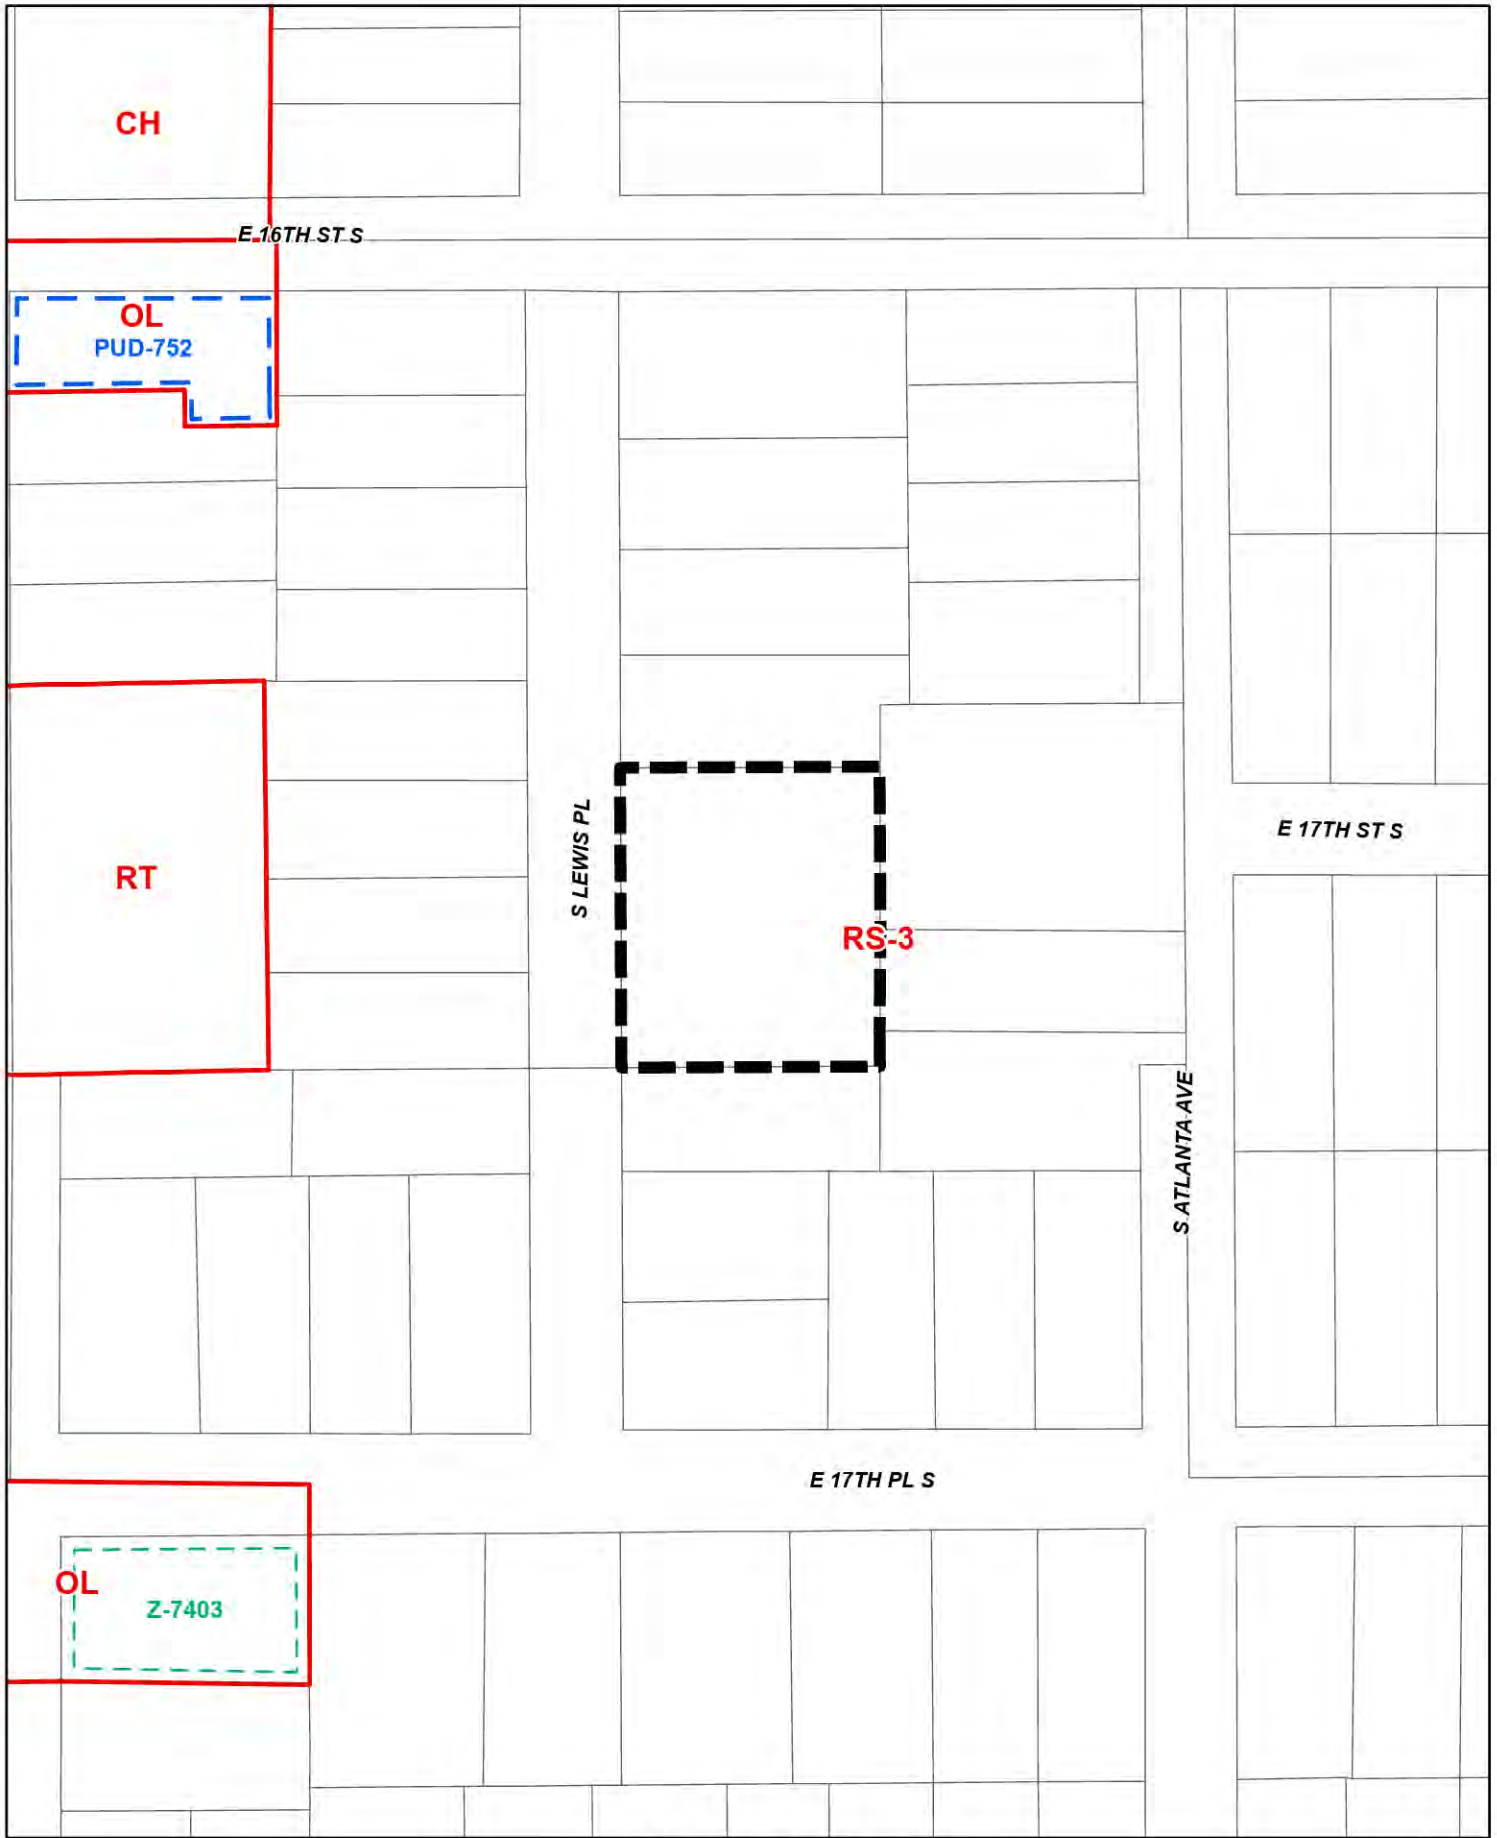 CH
E 16TH ST S
OL
PUD-752
S LEWIS PL
E 17TH ST S
RT
RS-3
S ATLANTA AVE
E 17TH PL S
OL
Z-7403